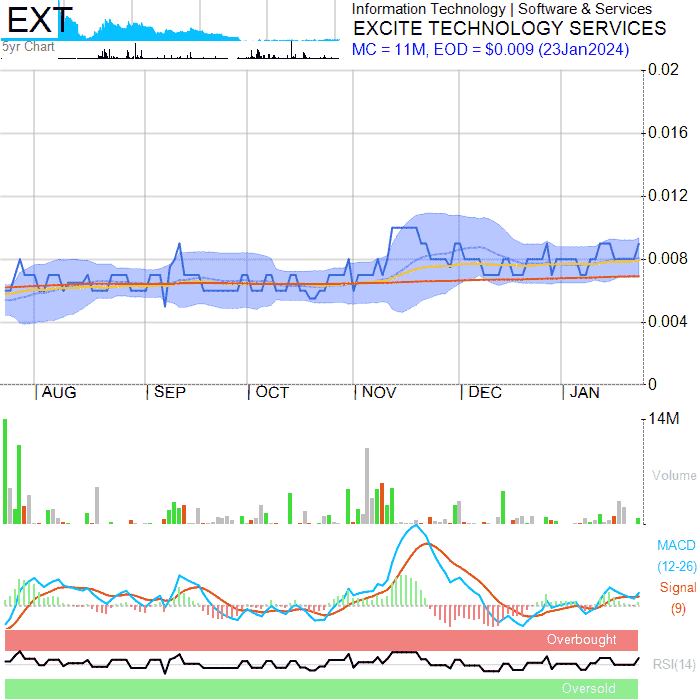 EXT
Information Technology | Software & Services
EXCITE TECHNOLOGY SERVICES
5yr Chart
MC = 11M, EOD = $0.009 (23Jan2024)
0.02
0.016
0.012
0.008
0.004
0
AUG SEP OCT NOV DEC JAN
14M
Volume
MACD
(12-26)
Signal
(9)
Overbought
RSI(14)
Oversold